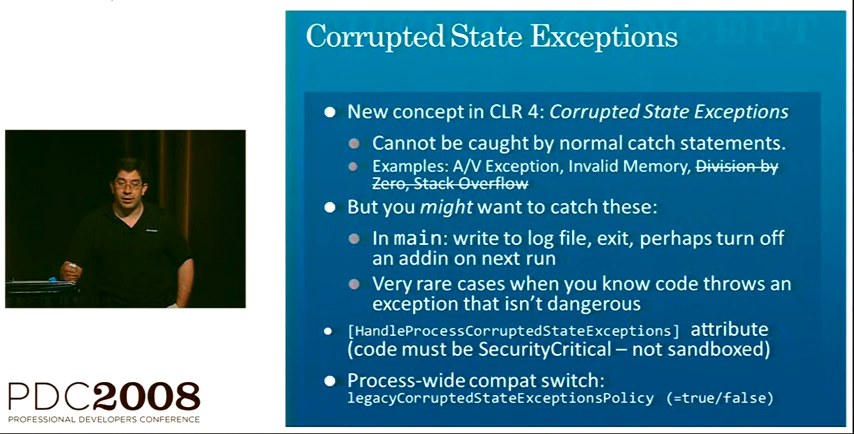 Corrupted State Exceptions
● New concept in CLR 4: Corrupted State Exceptions
● Cannot be caught by normal catch statements.
● Examples: A/V Exception, Invalid Memory, Division by
Zero, Stack Overflow
● But you might want to catch these:
● In main: write to log file, exit, perhaps turn off
an addin on next run
● Very rare cases when you know code throws an
exception that isn't dangerous
● [HandleProcessCorruptedStateExceptions] attribute
(code must be SecurityCritical – not sandboxed)
● Process-wide compat switch:
legacyCorruptedStateExceptionsPolicy (=true/false)
PDC2008
PROFESSIONAL DEVELOPERS CONFERENCE